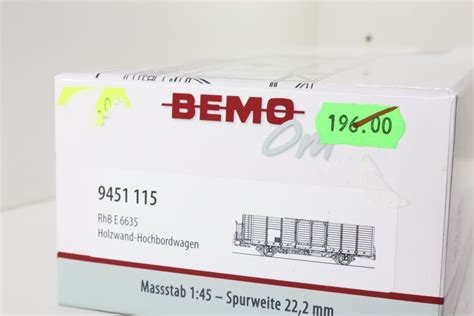 BEMO
0m
196.00
9451 115
RhB E 6635
Holzwand-Hochbordwagen
Massstab 1:45 – Spurweite 22,2 mm